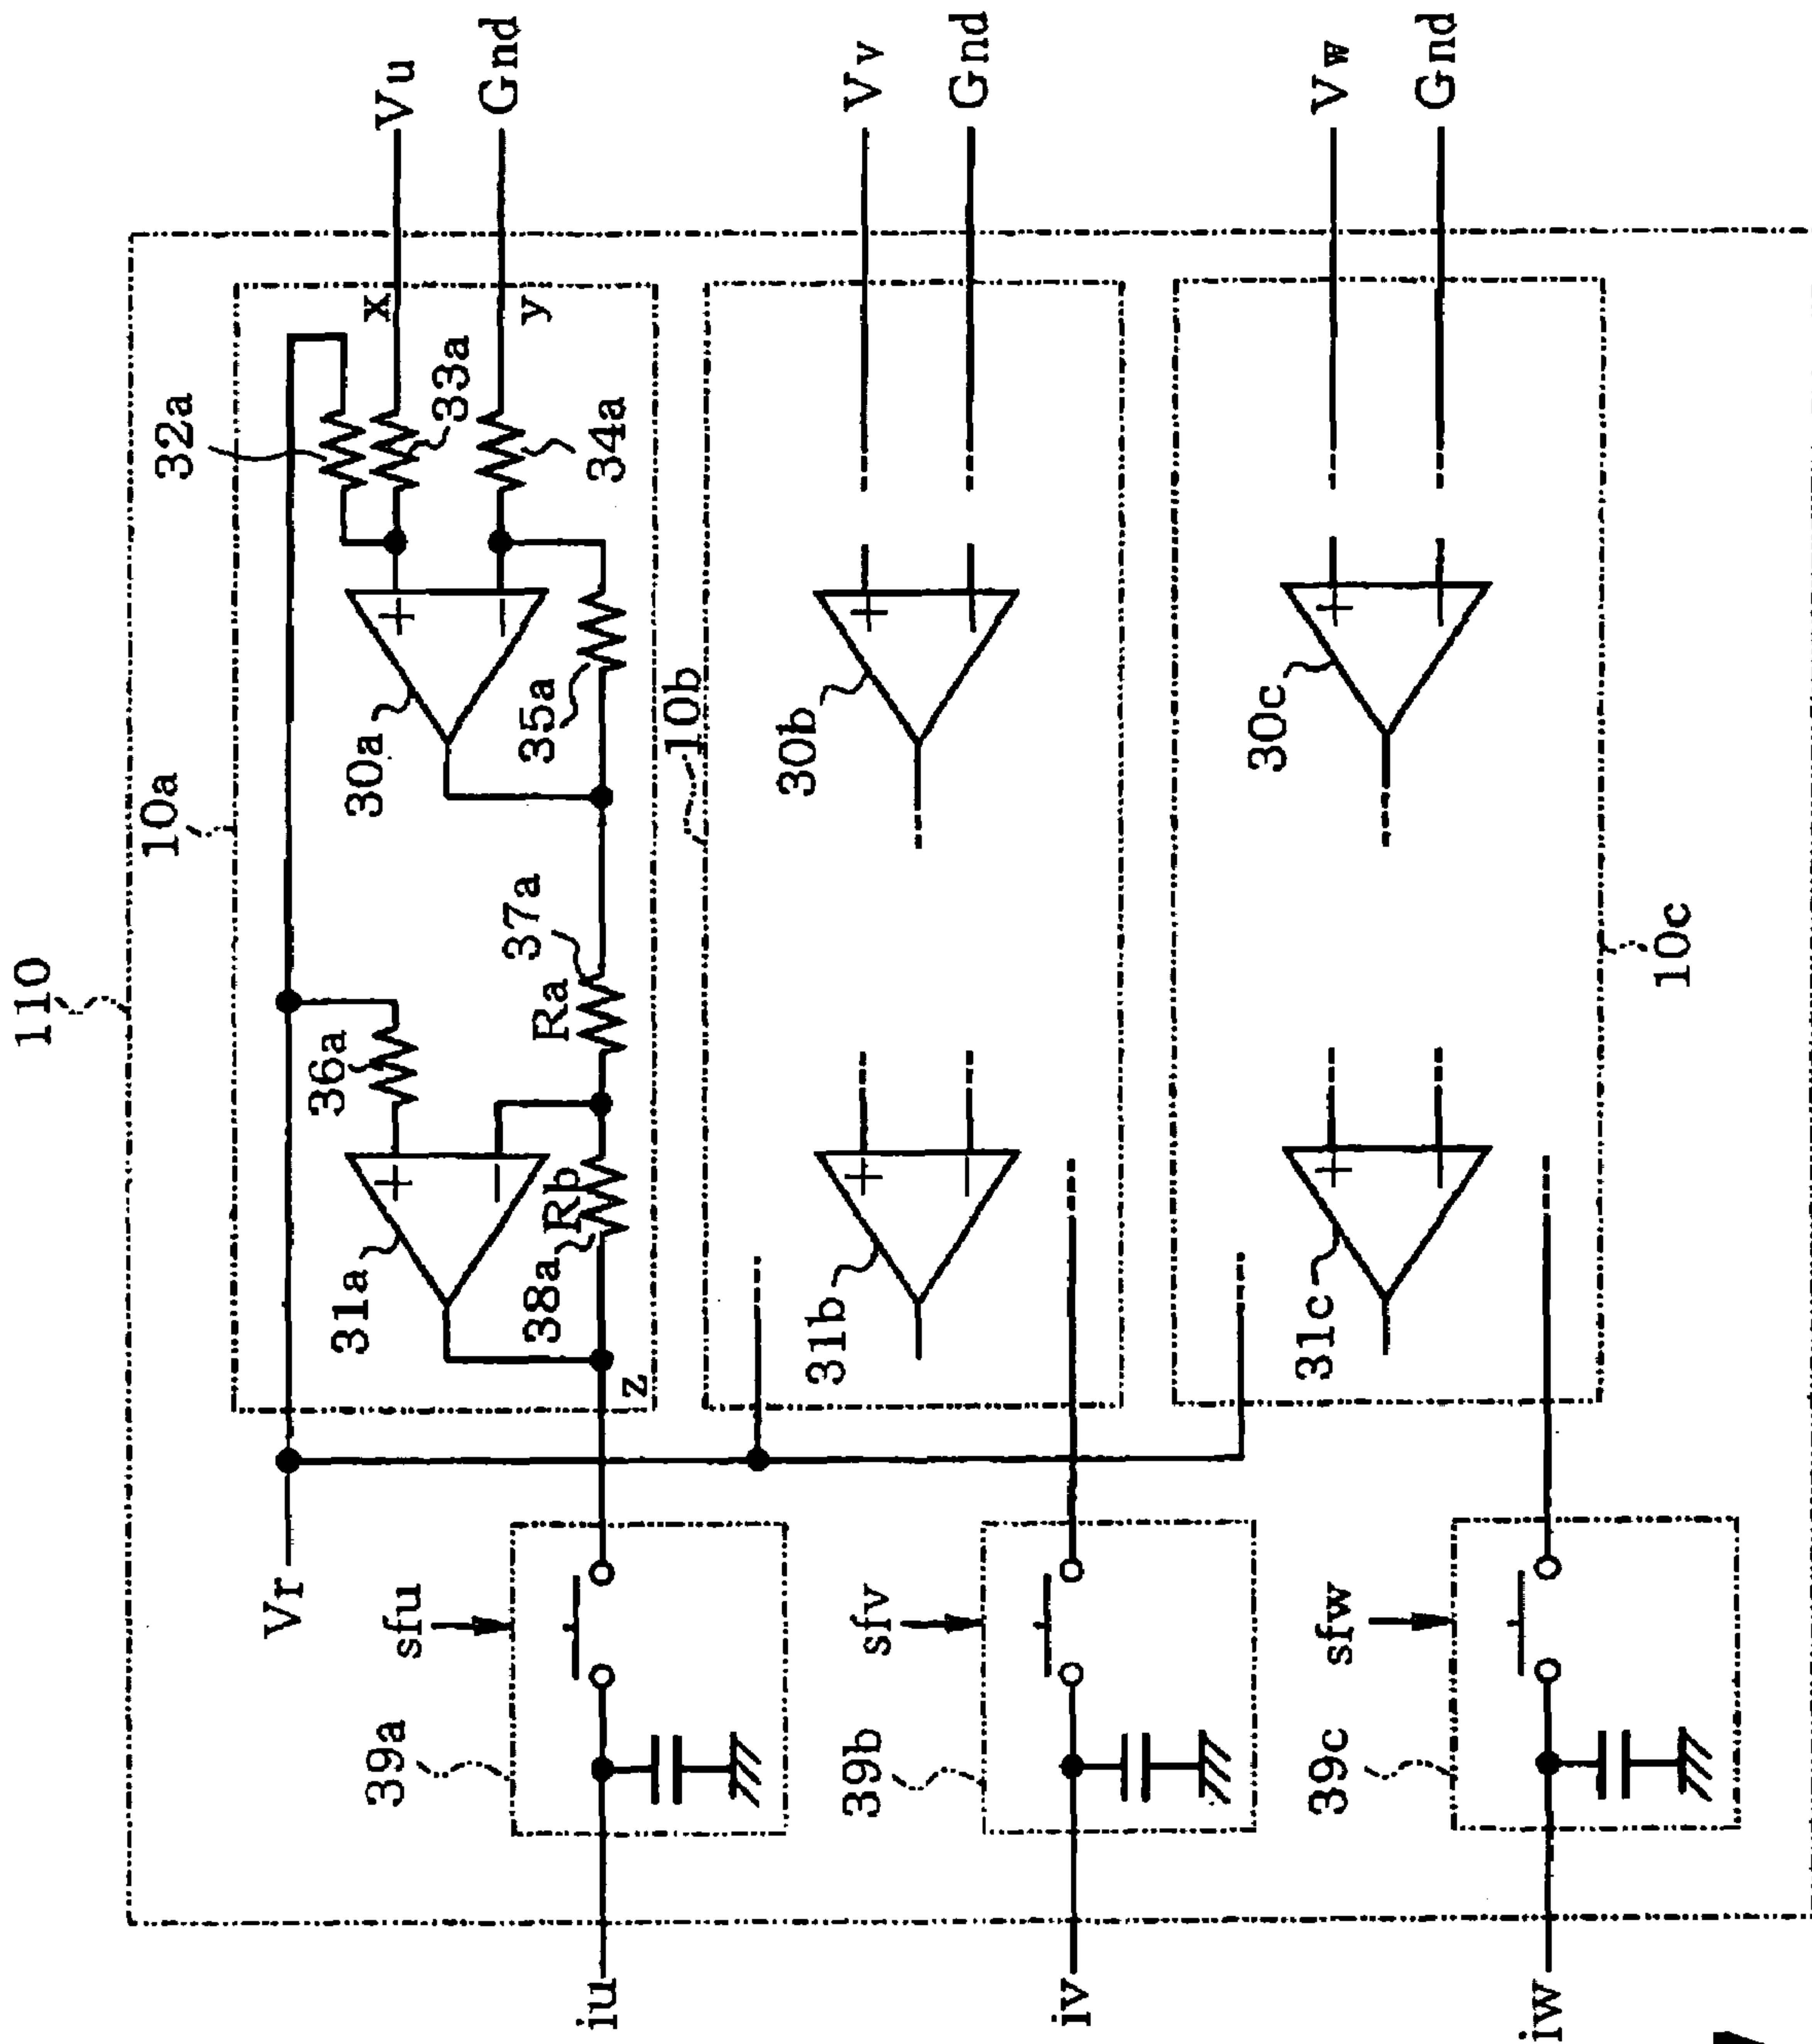 110
10a
32a
Vu
x
33a
Gnd
y
34a
30a
35a
36a
37a
Ra
31a
38a
Rb
z
Vr
sfu
39a
iu
10b
Vv
Gnd
30b
31b
sfv
39b
iv
Vw
Gnd
30c
31c
10c
sfw
39c
iw